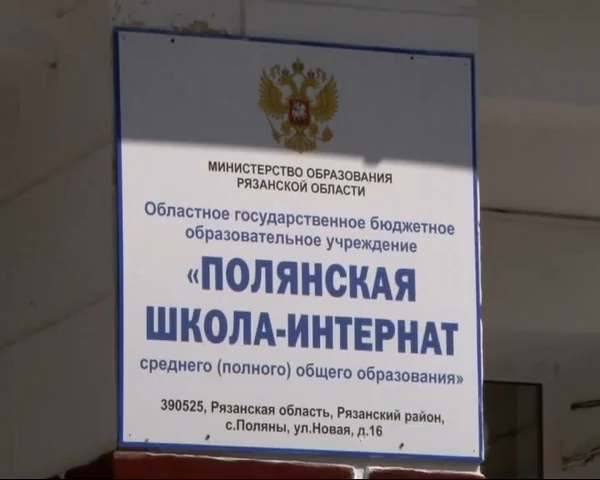 МИНИСТЕРСТВО ОБРАЗОВАНИЯ
РЯЗАНСКОЙ ОБЛАСТИ
Областное государственное бюджетное
образовательное учреждение
«ПОЛЯНСКАЯ
ШКОЛА-ИНТЕРНАТ
среднего (полного) общего образования»
390525, Рязанская область, Рязанский район,
с.Поляны, ул.Новая, д.16